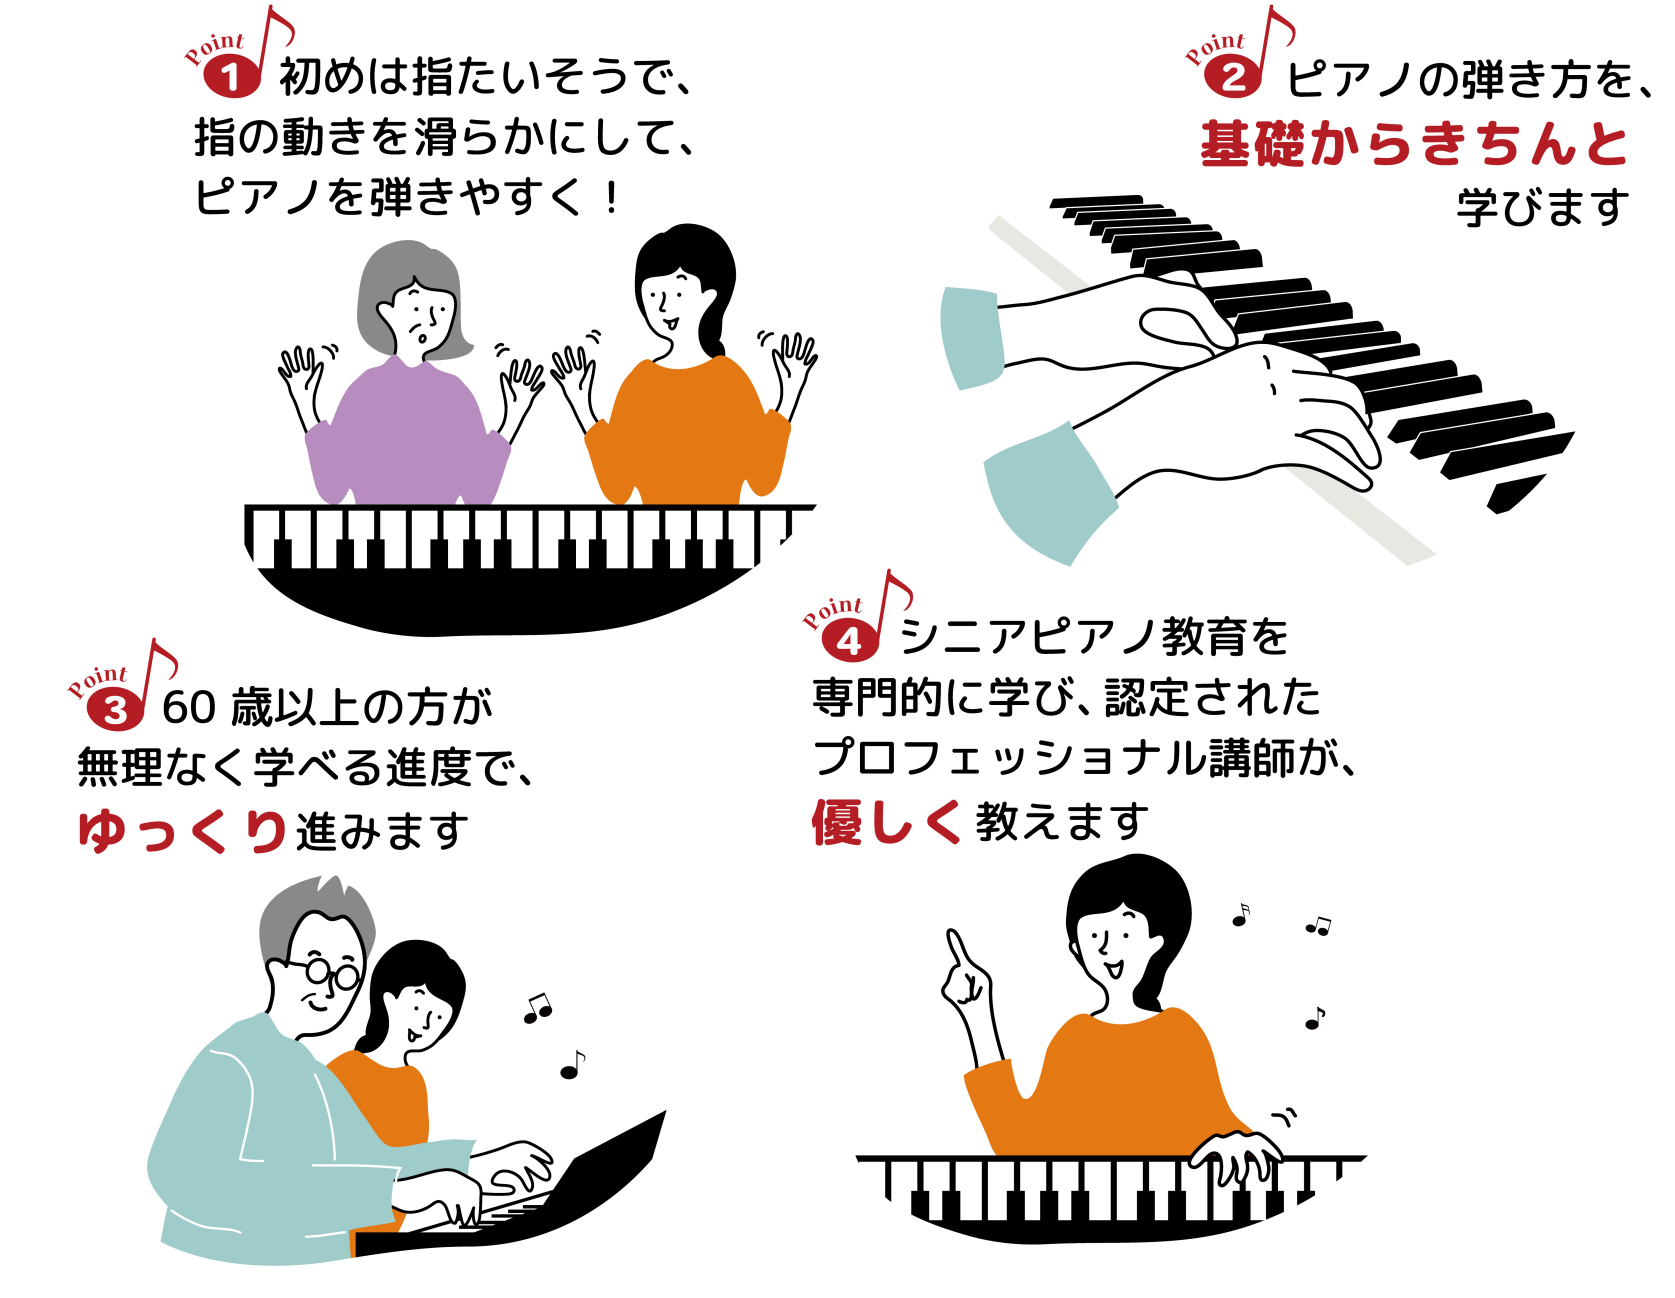 Point
1 初めは指たいそうで、
指の動きを滑らかにして、
ピアノを弾きやすく！
Point
2 ピアノの弾き方を、
基礎からきちんと
学びます
Point
3 60 歳以上の方が
無理なく学べる進度で、
ゆっくり進みます
Point
4 シニアピアノ教育を
専門的に学び、認定された
プロフェッショナル講師が、
優しく教えます